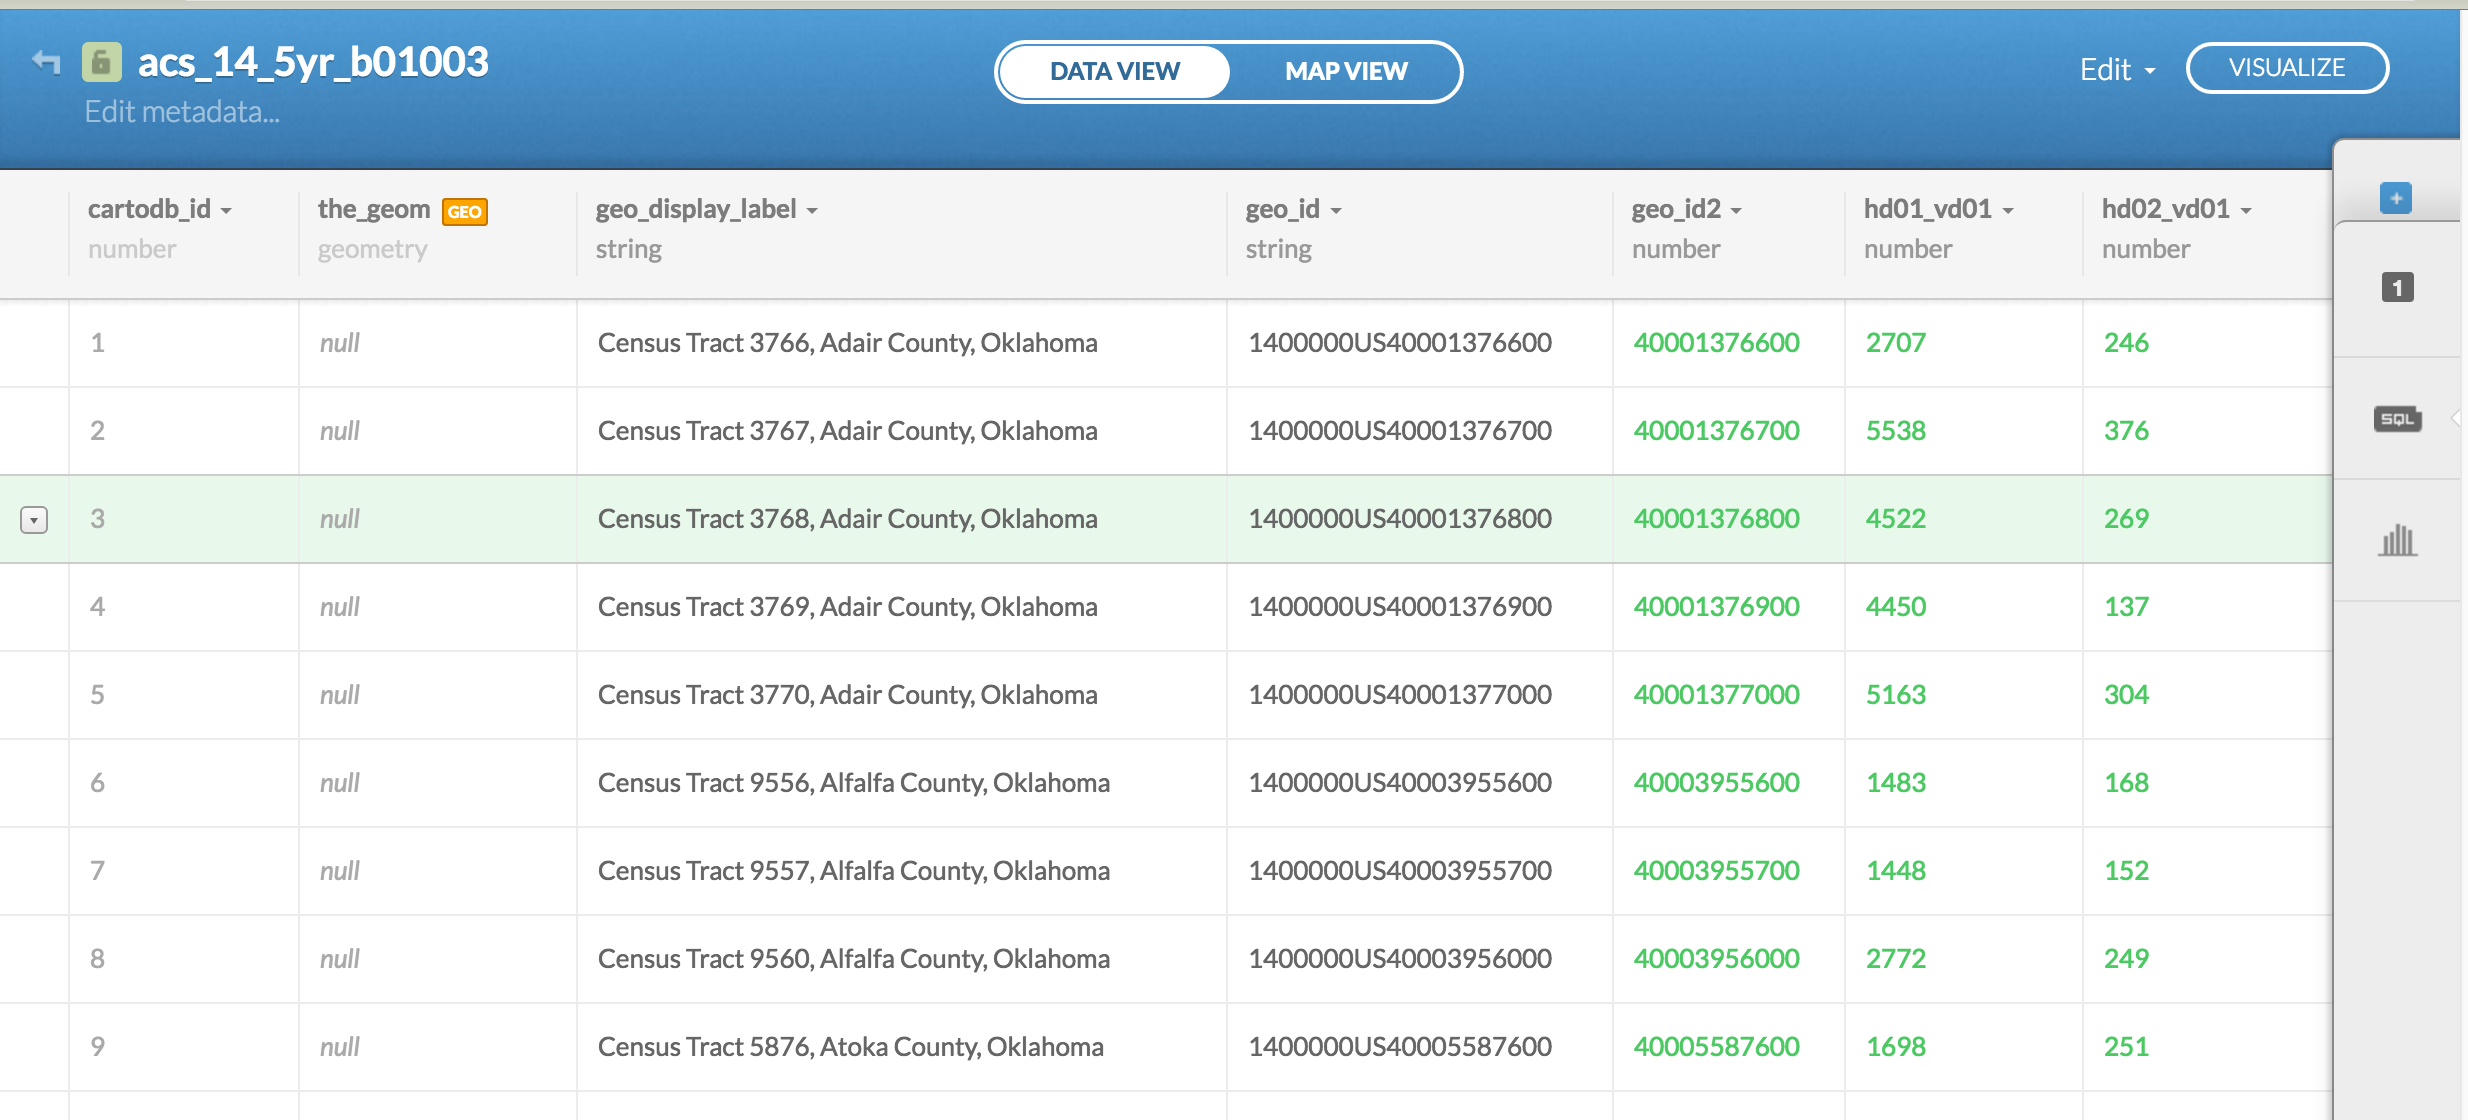 acs_14_5yr_b01003
Edit metadata...
DATA VIEW MAP VIEW
Edit VISUALIZE
cartodb_id the_geom GEO geo_display_label geo_id geo_id2 hd01_vd01 hd02_vd01
number geometry string string number number number
1
SQL
1 null Census Tract 3766, Adair County, Oklahoma 1400000US40001376600 40001376600 2707 246
2 null Census Tract 3767, Adair County, Oklahoma 1400000US40001376700 40001376700 5538 376
3 null Census Tract 3768, Adair County, Oklahoma 1400000US40001376800 40001376800 4522 269
4 null Census Tract 3769, Adair County, Oklahoma 1400000US40001376900 40001376900 4450 137
5 null Census Tract 3770, Adair County, Oklahoma 1400000US40001377000 40001377000 5163 304
6 null Census Tract 9556, Alfalfa County, Oklahoma 1400000US40003955600 40003955600 1483 168
7 null Census Tract 9557, Alfalfa County, Oklahoma 1400000US40003955700 40003955700 1448 152
8 null Census Tract 9560, Alfalfa County, Oklahoma 1400000US40003956000 40003956000 2772 249
9 null Census Tract 5876, Atoka County, Oklahoma 1400000US40005587600 40005587600 1698 251